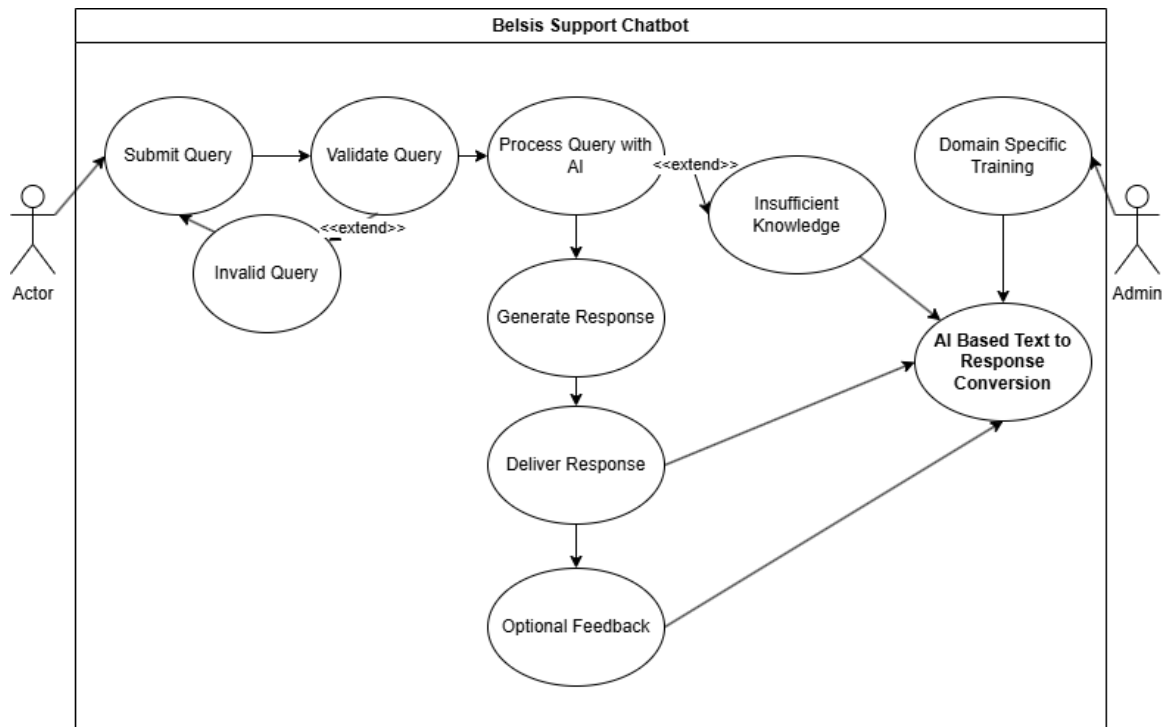 Belsis Support Chatbot
Submit Query
Validate Query
Process Query with
AI
<<extend>>
Domain Specific
Training
Insufficient
Knowledge
<<extend>>
Invalid Query
Actor
Admin
Generate Response
AI Based Text to
Response
Conversion
Deliver Response
Optional Feedback